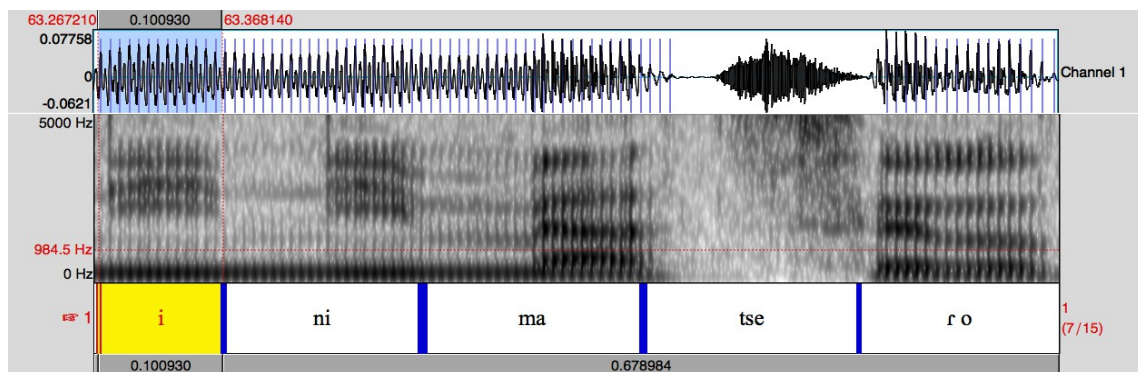 63.267210 0.100930 63.368140
0.07758
0
-0.0621
Channel 1
5000 Hz
984.5 Hz
0 Hz
☞ 1 i ni ma tse ɾ o 1
(7/15)
0.100930 0.678984